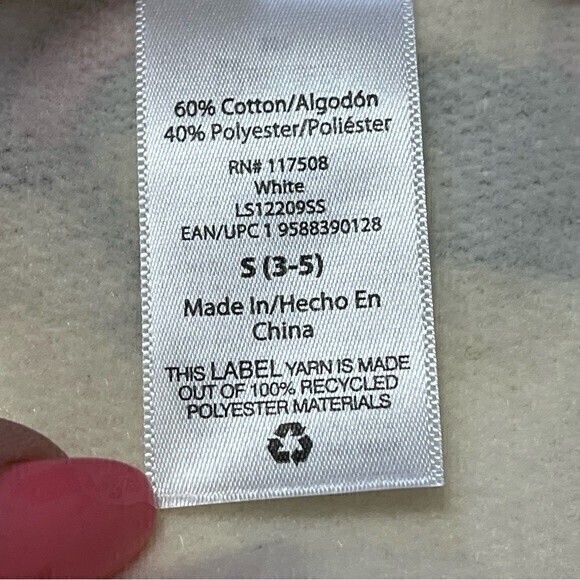 60% Cotton/Algodón
40% Polyester/Poliéster
RN# 117508
White
LS12209SS
EAN/UPC 1 9588390128
S (3-5)
Made In/Hecho En
China
THIS LABEL YARN IS MADE
OUT OF 100% RECYCLED
POLYESTER MATERIALS